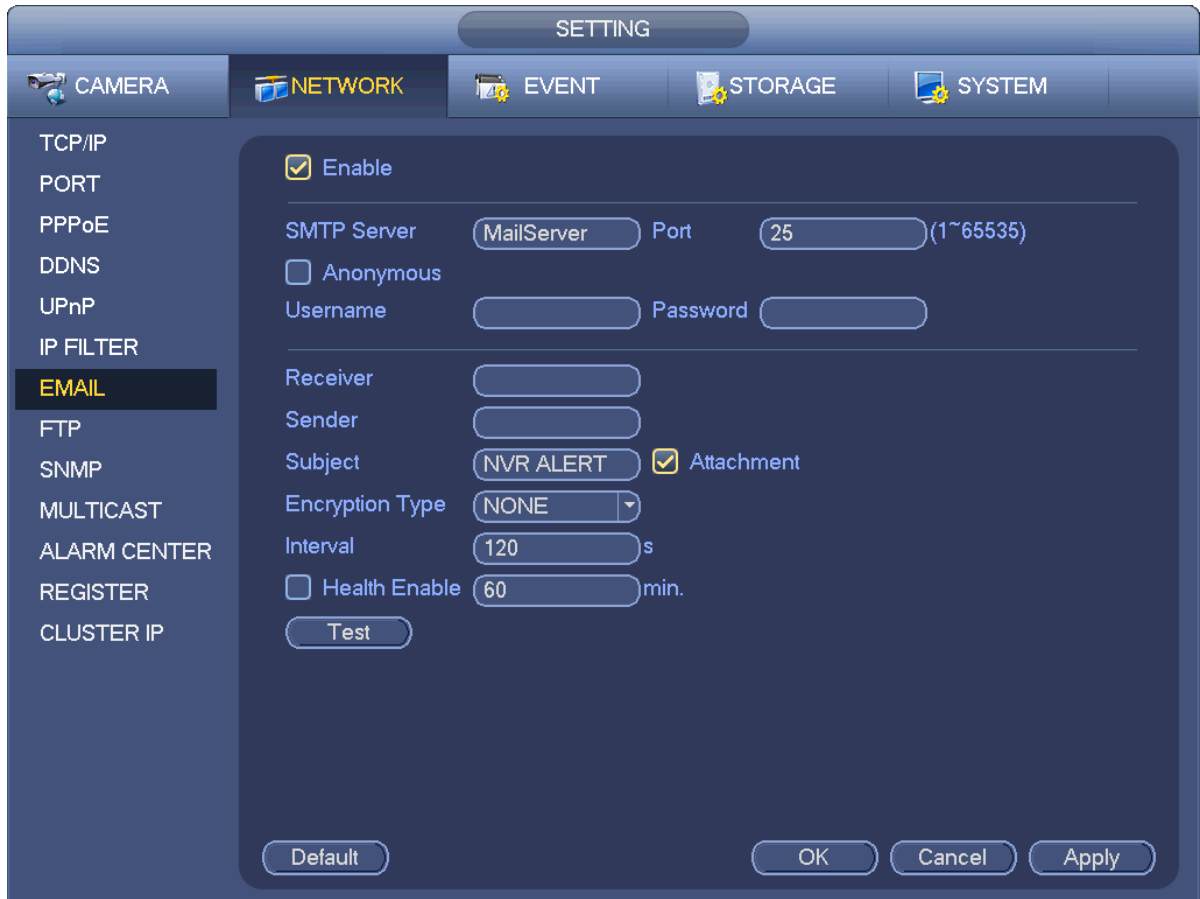 SETTING
CAMERA NETWORK EVENT STORAGE SYSTEM
TCP/IP
PORT
PPPoE
DDNS
UPnP
IP FILTER
EMAIL
FTP
SNMP
MULTICAST
ALARM CENTER
REGISTER
CLUSTER IP
Enable
SMTP Server MailServer Port 25 (1~65535)
Anonymous
Username Password
Receiver
Sender
Subject NVR ALERT Attachment
Encryption Type NONE
Interval 120 s
Health Enable 60 min.
Test
Default OK Cancel Apply